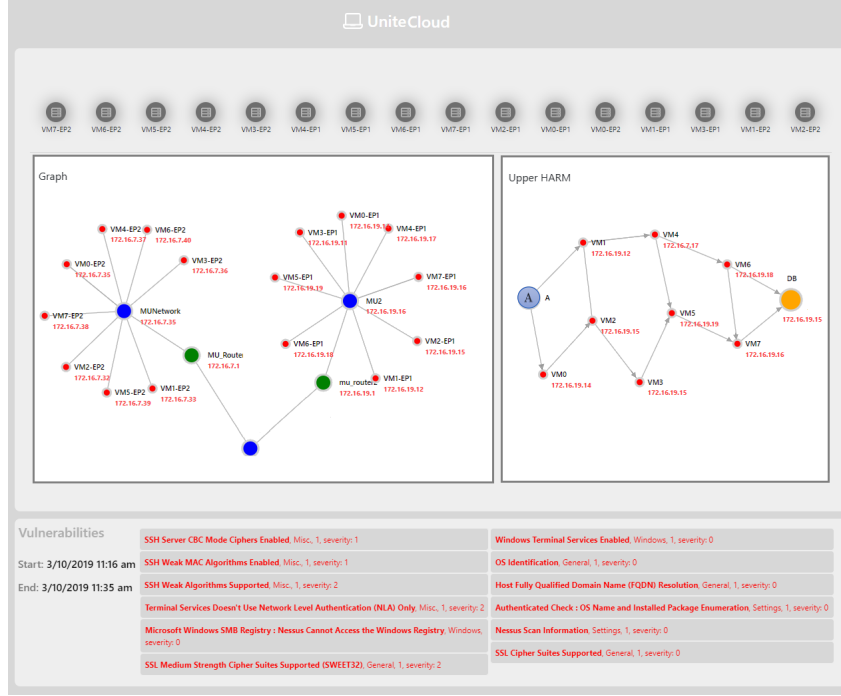 UniteCloud
VM7-EP2 VM6-EP2 VM5-EP2 VM4-EP2 VM3-EP2 VM4-EP1 VM5-EP1 VM6-EP1 VM7-EP1 VM2-EP1 VM0-EP1 VM0-EP2 VM1-EP1 VM3-EP1 VM1-EP2 VM2-EP2
Graph
VM0-EP1
172.16.19.
VM4-EP2
172.16.7.37
VM6-EP2
172.16.7.40
VM3-EP1
172.16.19.11
VM4-EP1
172.16.19.17
VM0-EP2
172.16.7.35
VM3-EP2
172.16.7.36
VM5-EP1
172.16.19.19
VM7-EP1
172.16.19.16
MU2
172.16.19.16
MUNetwork
172.16.7.35
VM7-EP2
172.16.7.38
VM6-EP1
172.16.19.18
VM2-EP1
172.16.19.15
MU_Route
172.16.7.1
VM2-EP2
172.16.7.32
mu_router2
172.16.19.1
VM1-EP1
172.16.19.12
VM5-EP2
172.16.7.39
VM1-EP2
172.16.7.33
Upper HARM
VM4
172.16.7.17
VM1
172.16.19.12
VM6
172.16.19.18
DB
172.16.19.15
A A
VM5
172.16.19.19
VM2
172.16.19.15
VM7
172.16.19.16
VM0
172.16.19.14
VM3
172.16.19.15
Vulnerabilities
Start: 3/10/2019 11:16 am
End: 3/10/2019 11:35 am
SSH Server CBC Mode Ciphers Enabled, Misc., 1, severity: 1
SSH Weak MAC Algorithms Enabled, Misc., 1, severity: 1
SSH Weak Algorithms Supported, Misc., 1, severity: 2
Terminal Services Doesn't Use Network Level Authentication (NLA) Only, Misc, 1, severity: 2
Microsoft Windows SMB Registry : Nessus Cannot Access the Windows Registry, Windows,
severity: 0
SSL Medium Strength Cipher Suites Supported (SWEET32), General, 1, severity: 2
Windows Terminal Services Enabled, Windows, 1, severity: 0
OS Identification, General, 1, severity: 0
Host Fully Qualified Domain Name (FQDN) Resolution, General, 1, severity: 0
Authenticated Check : OS Name and Installed Package Enumeration, Settings, 1, severity: 0
Nessus Scan Information, Settings, 1, severity: 0
SSL Cipher Suites Supported, General, 1, severity: 0